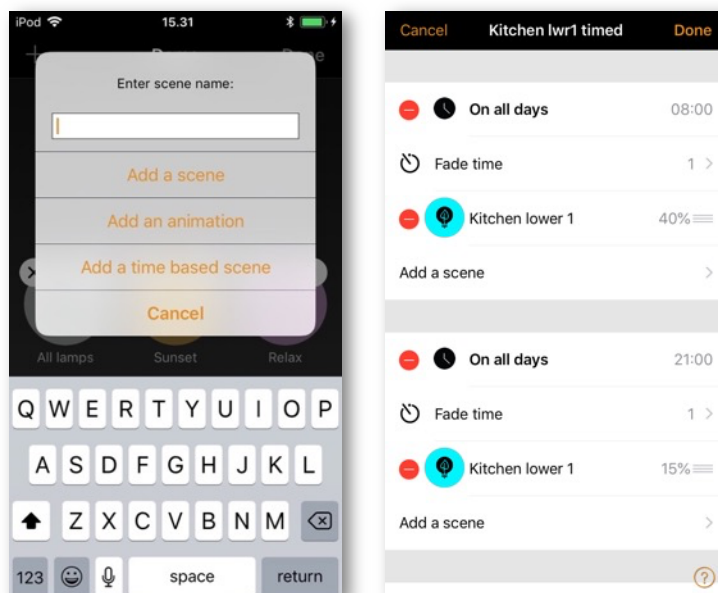 iPod 15.31
Enter scene name:
Add a scene
Add an animation
Add a time based scene
Cancel
All lamps Sunset Relax
Q W E R T Y U I O P
A S D F G H J K L
Z X C V B N M
123 space return
Cancel Kitchen lwr1 timed Done
On all days 08:00
Fade time 1
Kitchen lower 1 40%
Add a scene
On all days 21:00
Fade time 1
Kitchen lower 1 15%
Add a scene
?